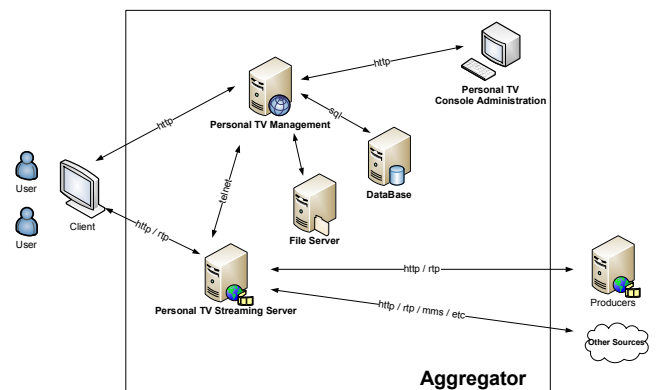 http
Personal TV
Console Administration
Personal TV Management
http
sql
DataBase
User
Client
telnet
File Server
User
http / rtp
http / rtp
Personal TV Streaming Server
Producers
http / rtp / mms / etc
Other Sources
Aggregator